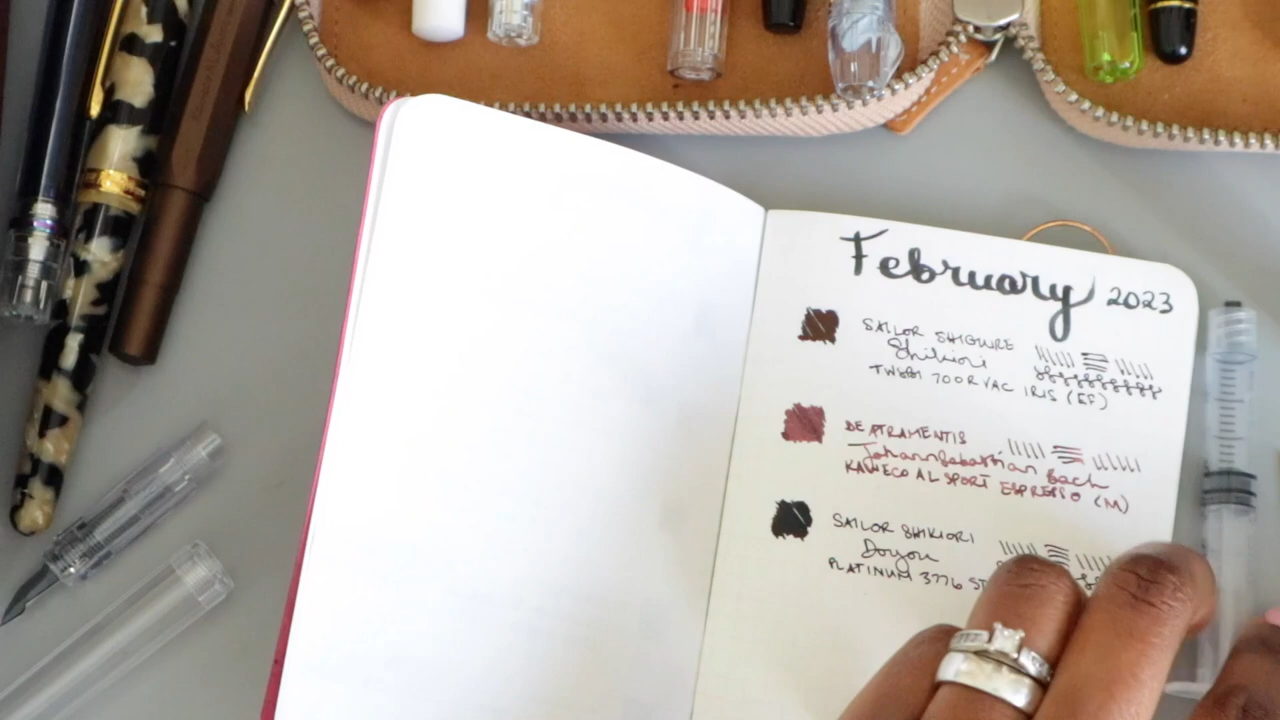 February 2023
SAILOR SHIGURE
Shikiori
TWSBI 700R VAC IRIS (EF)
DE ATRAMENTIS
Johann Sebastian Bach
KAWECO AL SPORT ESPRESSO (M)
SAILOR SHIKIORI
Doyou
PLATINUM 3776